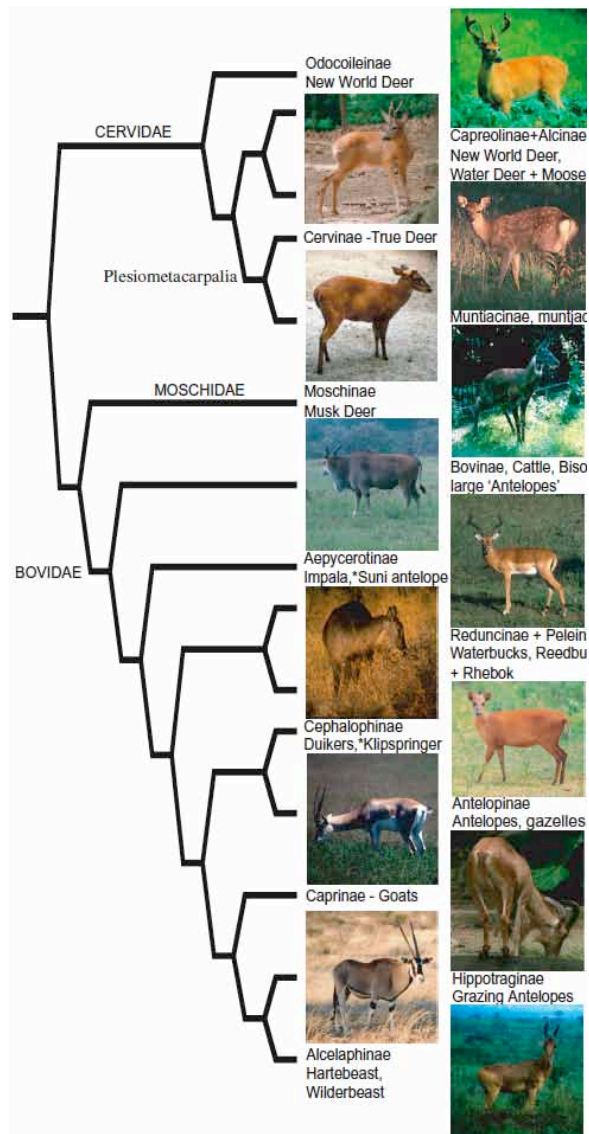 Odocoileinae
New World Deer
CERVIDAE
Capreolinae+Alcinae
New World Deer,
Water Deer + Moose
Cervinae -True Deer
Plesiometacarpalia
Muntiacinae, muntjac
MOSCHIDAE
Moschinae
Musk Deer
Bovinae, Cattle, Biso
large 'Antelopes'
BOVIDAE
Aepycerotinae
Impala,*Suni antelope
Reduncinae + Pelein
Waterbucks, Reedbu
+ Rhebok
Cephalophinae
Duikers,*Klipspringer
Antelopinae
Antelopes, gazelles
Caprinae - Goats
Hippotraginae
Grazing Antelopes
Alcelaphinae
Hartebeast,
Wilderbeast